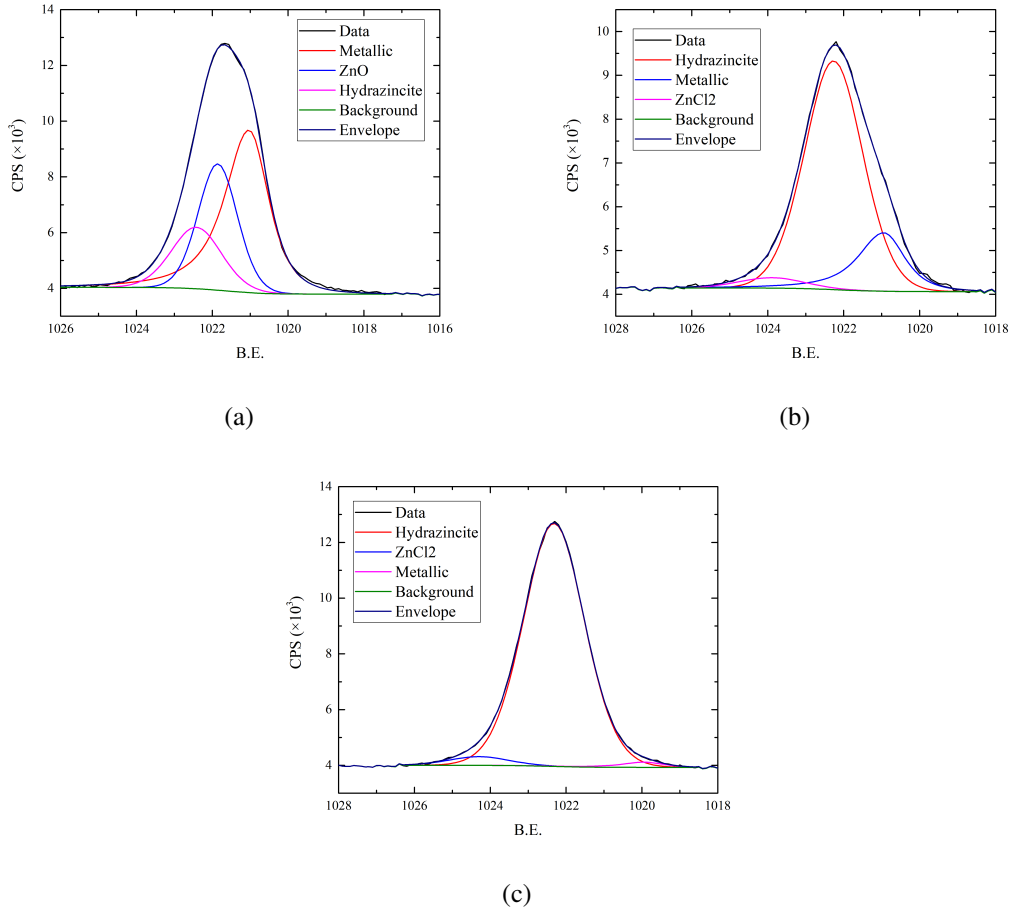 14
12
10
8
6
4
CPS (×10³)
Data
Metallic
ZnO
Hydrazincite
Background
Envelope
1026
1024
1022
1020
1018
1016
B.E.
(a)
10
9
8
7
6
5
4
CPS (×10³)
Data
Hydrazincite
Metallic
ZnCl2
Background
Envelope
1028
1026
1024
1022
1020
1018
B.E.
(b)
14
12
10
8
6
4
CPS (×10³)
Data
Hydrazincite
ZnCl2
Metallic
Background
Envelope
1028
1026
1024
1022
1020
1018
B.E.
(c)